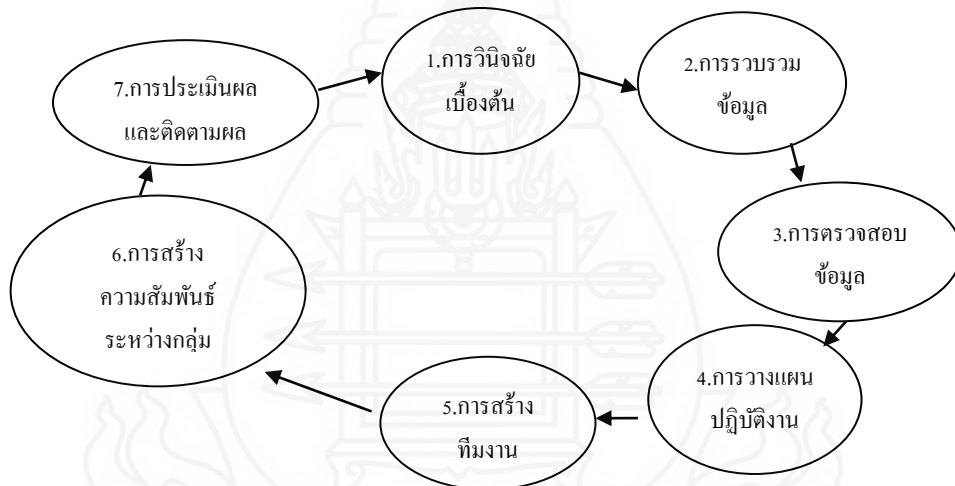 1.การวินิจฉัย
เบื้องต้น
2.การรวบรวม
ข้อมูล
3.การตรวจสอบ
ข้อมูล
4.การวางแผน
ปฏิบัติงาน
5.การสร้าง
ทีมงาน
6.การสร้าง
ความสัมพันธ์
ระหว่างกลุ่ม
7.การประเมินผล
และติดตามผล